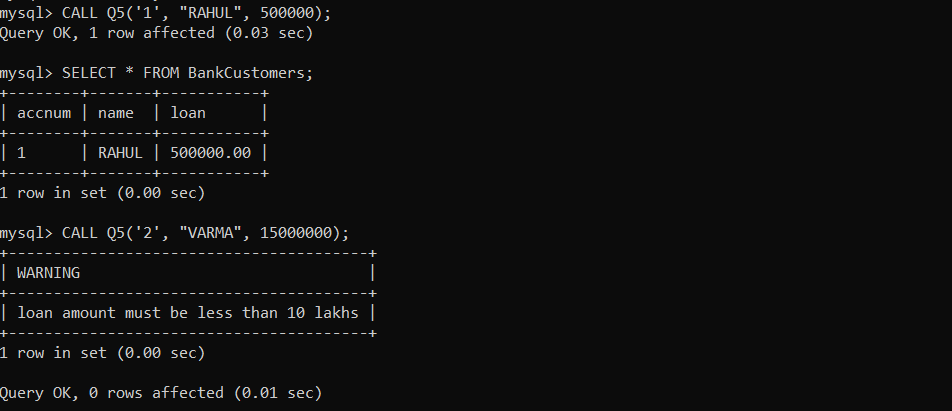 mysql> CALL Q5('1', "RAHUL", 500000);
Query OK, 1 row affected (0.03 sec)
mysql> SELECT * FROM BankCustomers;
+--------+-------+-----------+
| accnum | name  | loan      |
+--------+-------+-----------+
| 1      | RAHUL | 500000.00 |
+--------+-------+-----------+
1 row in set (0.00 sec)
mysql> CALL Q5('2', "VARMA", 15000000);
+---------------------------------------+
| WARNING                               |
+---------------------------------------+
| loan amount must be less than 10 lakhs |
+---------------------------------------+
1 row in set (0.00 sec)
Query OK, 0 rows affected (0.01 sec)